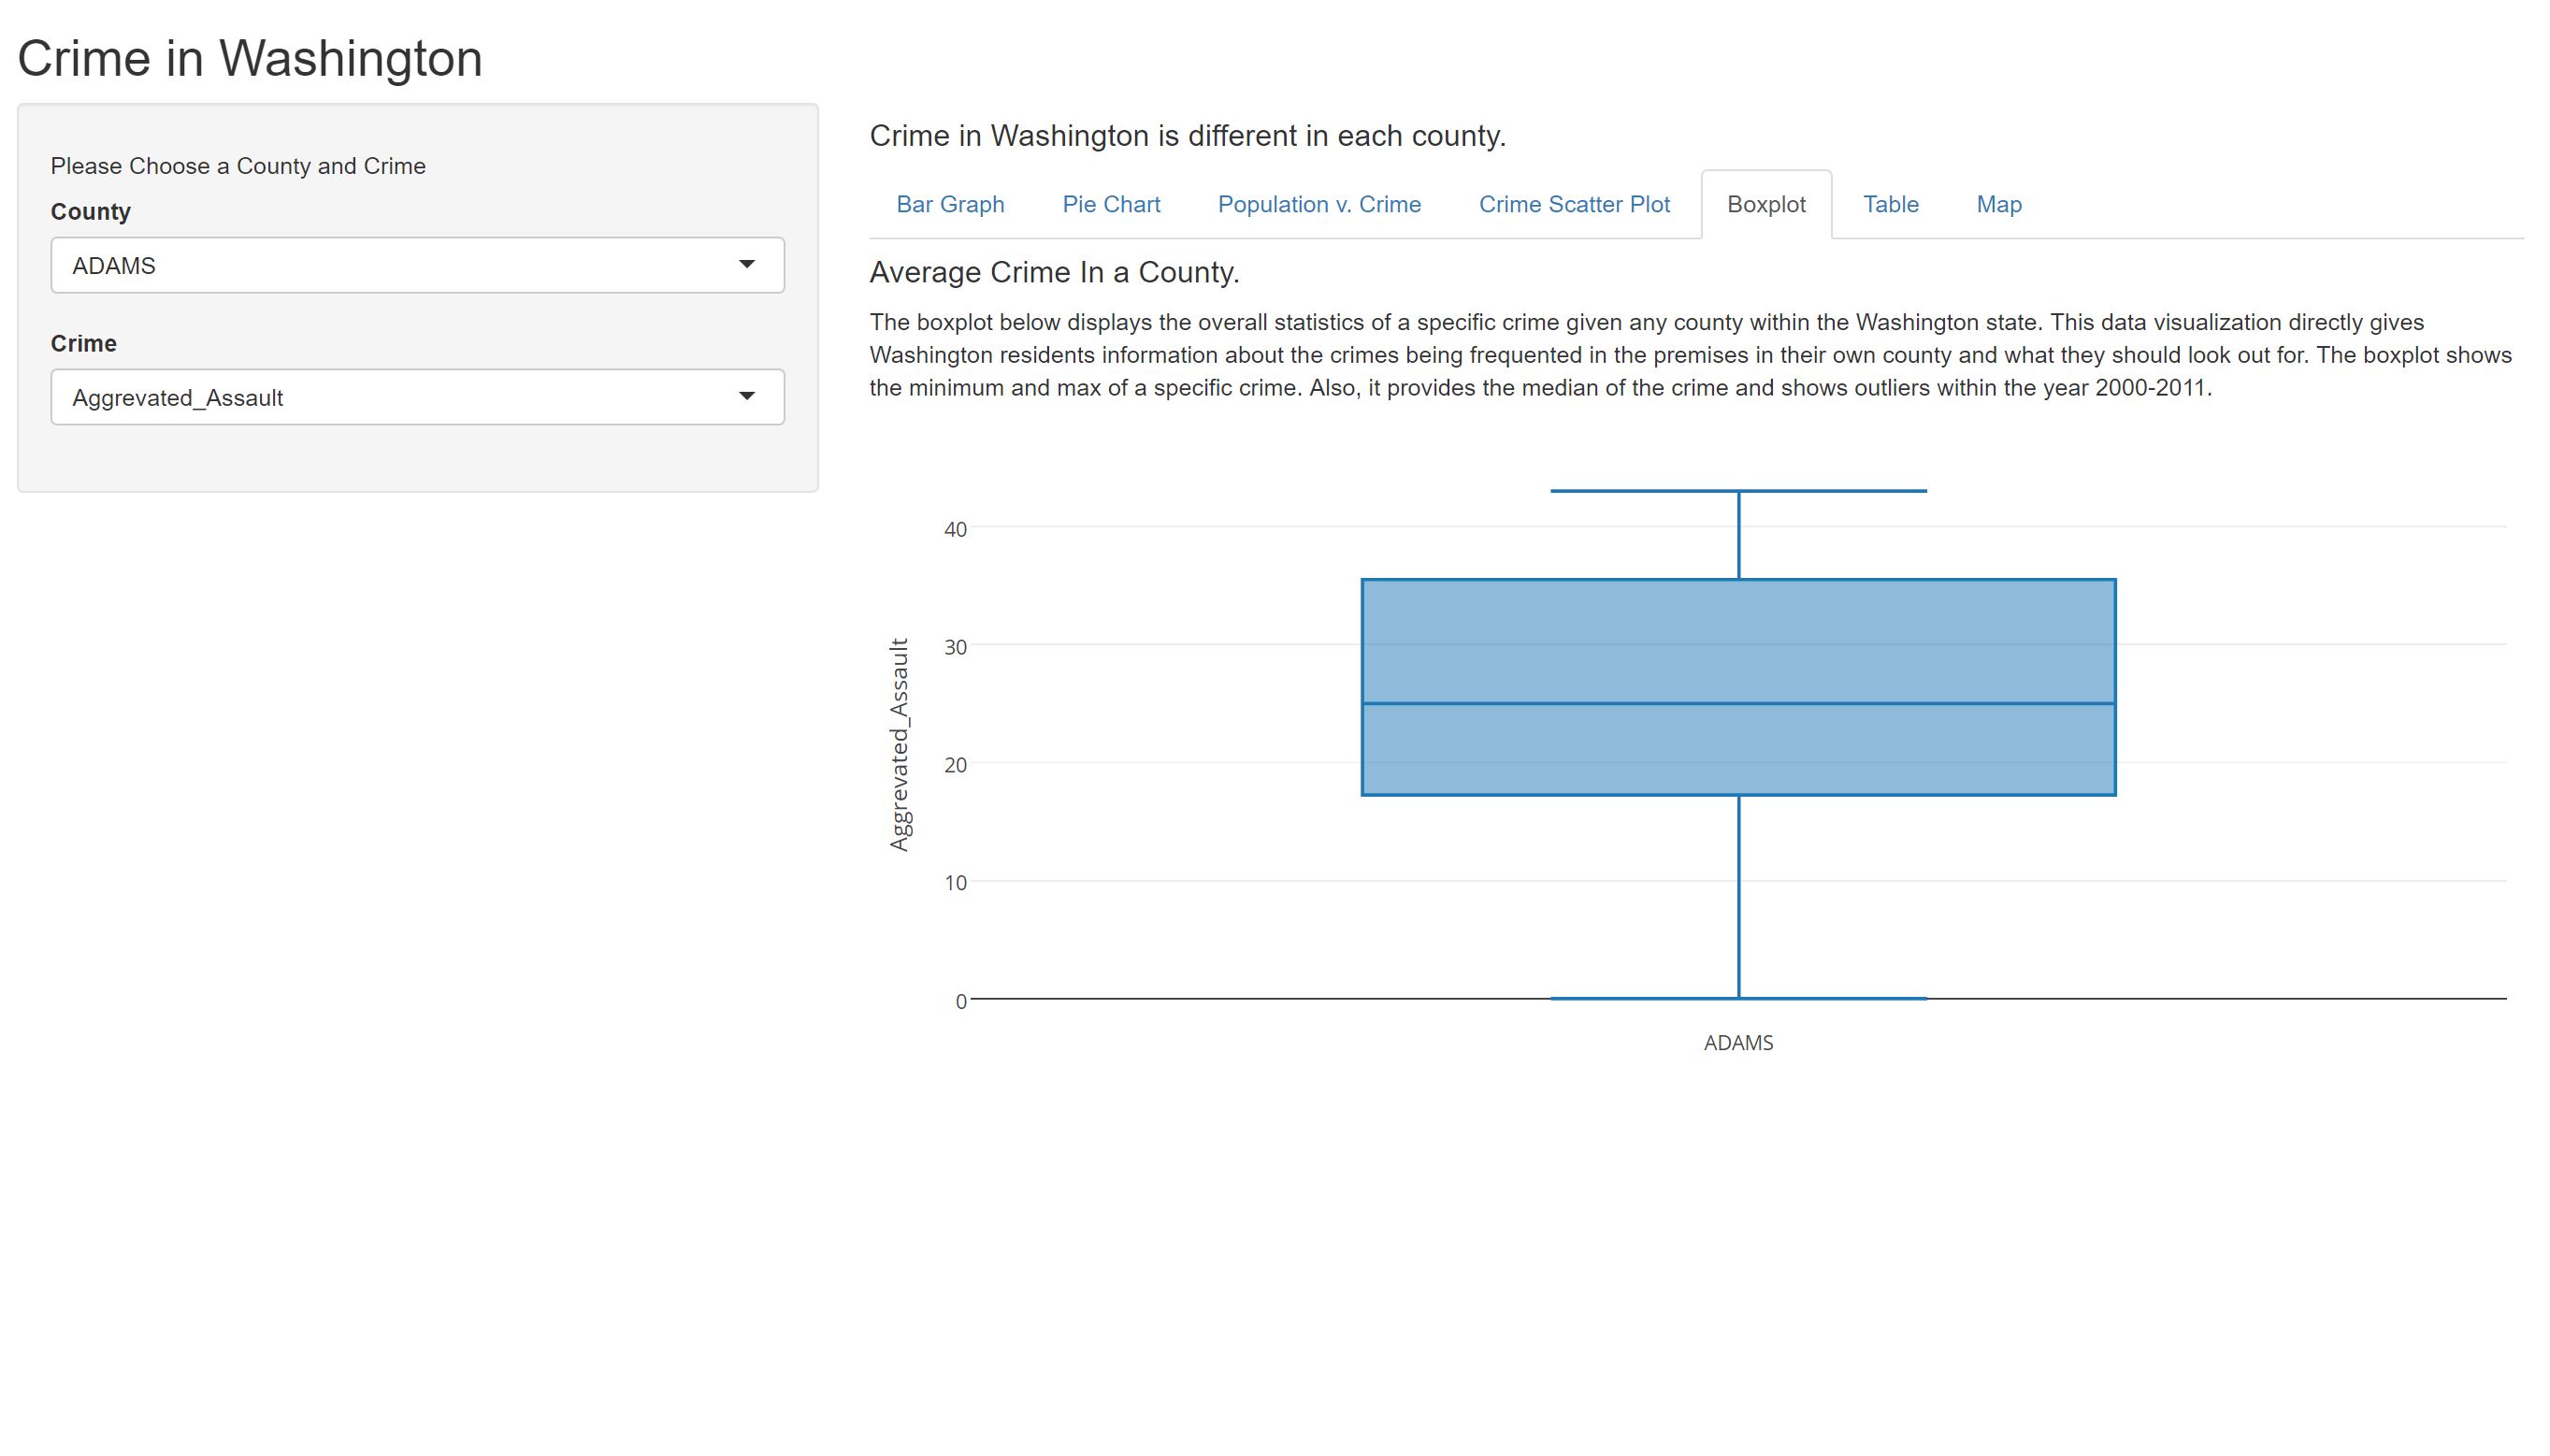 Crime in Washington
Please Choose a County and Crime
County
ADAMS
Crime
Aggrevated_Assault
Crime in Washington is different in each county.
Bar Graph Pie Chart Population v. Crime Crime Scatter Plot Boxplot Table Map
Average Crime In a County.
The boxplot below displays the overall statistics of a specific crime given any county within the Washington state. This data visualization directly gives
Washington residents information about the crimes being frequented in the premises in their own county and what they should look out for. The boxplot shows
the minimum and max of a specific crime. Also, it provides the median of the crime and shows outliers within the year 2000-2011.
Aggrevated_Assault
40
30
20
10
0
ADAMS